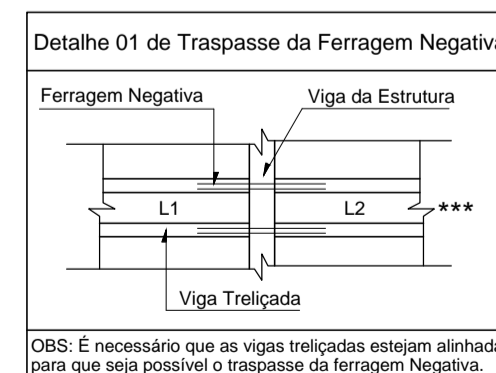 Detalhe 01 de Traspasse da Ferragem Negativa
Ferragem Negativa
Viga da Estrutura
L1
L2
***
Viga Treliçada
OBS: É necessário que as vigas treliçadas estejam alinhada
para que seja possível o traspasse da ferragem Negativa.